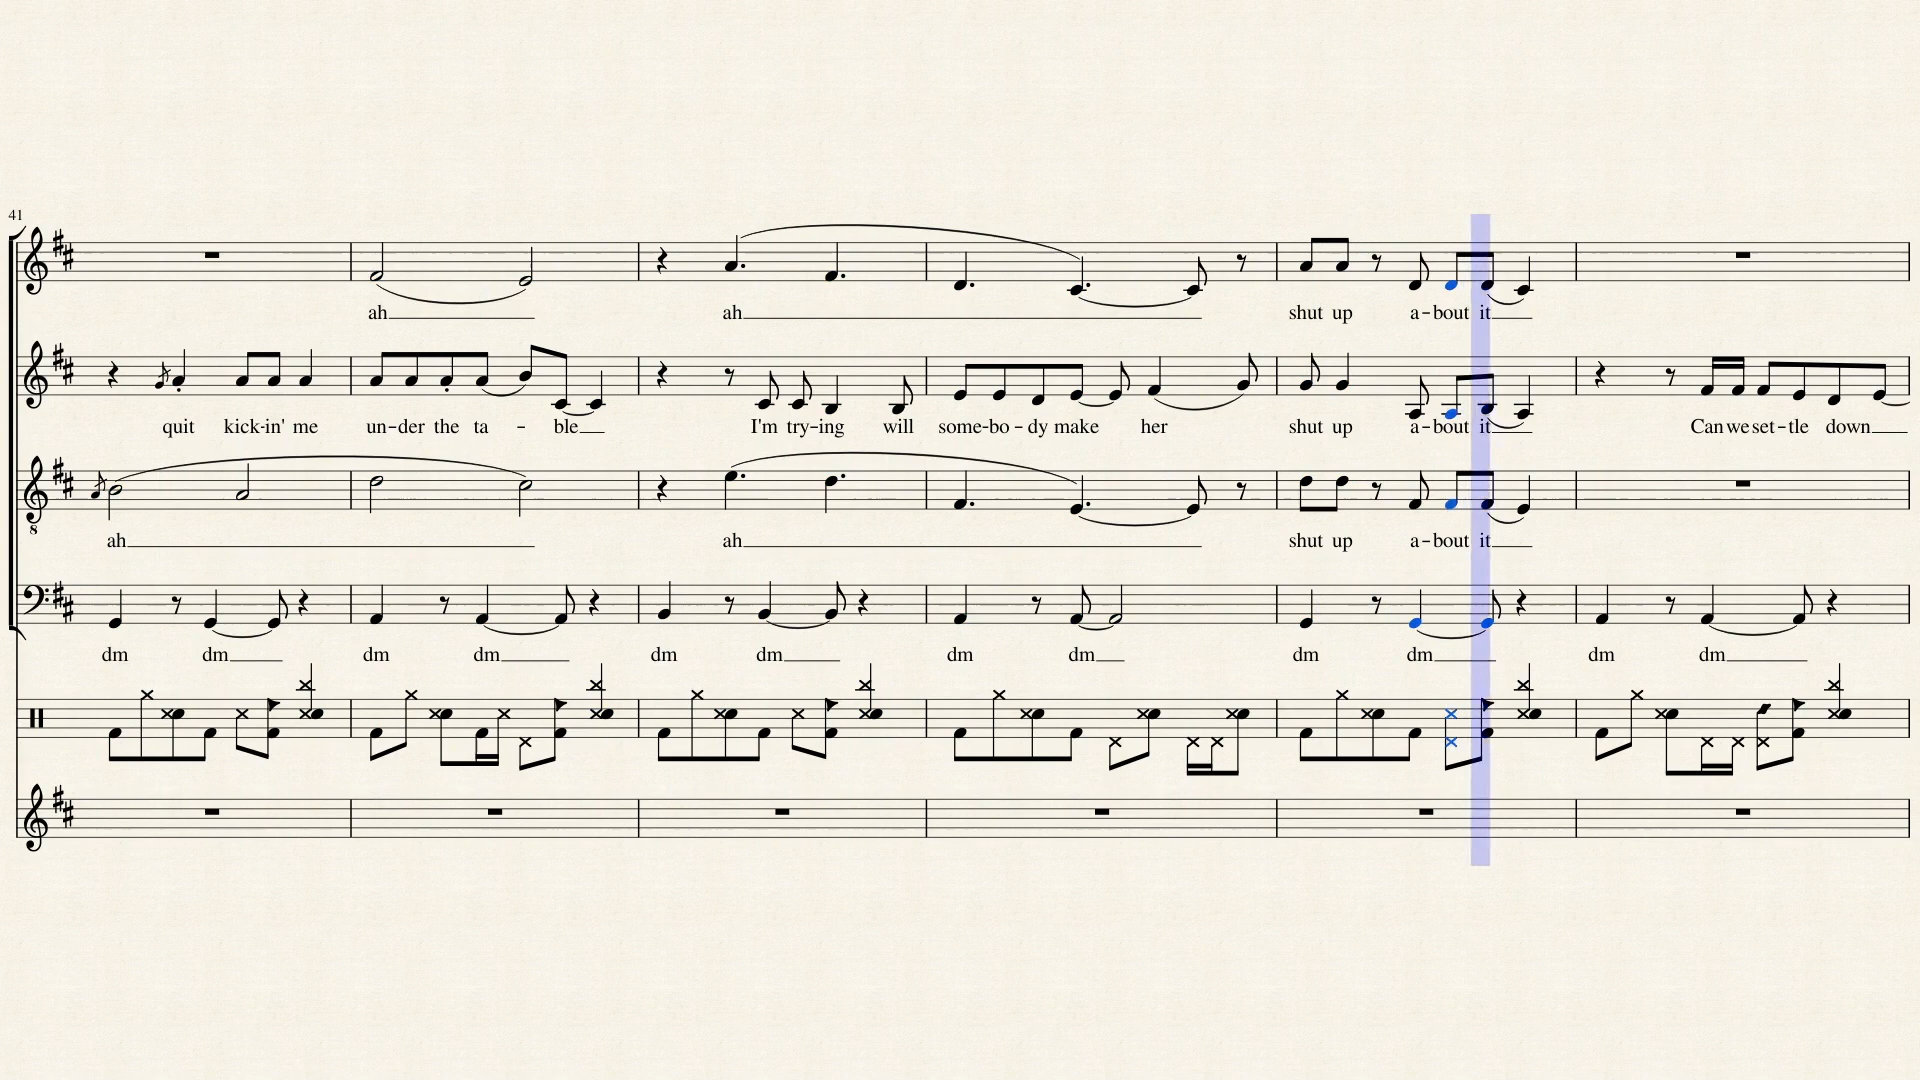 41
ah ah shut up a-bout it
quit kick-in' me un-der the ta - ble I'm try-ing will some-bo-dy make her shut up a-bout it Can we set-tle down
8
ah ah shut up a-bout it
dm dm dm dm dm dm dm dm dm dm dm dm